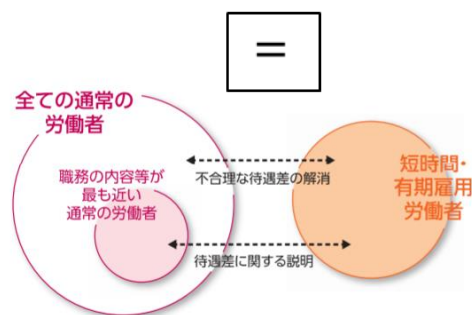 =
全ての通常の
労働者
職務の内容等が
最も近い
通常の労働者
不合理な待遇差の解消
待遇差に関する説明
短時間・
有期雇用
労働者